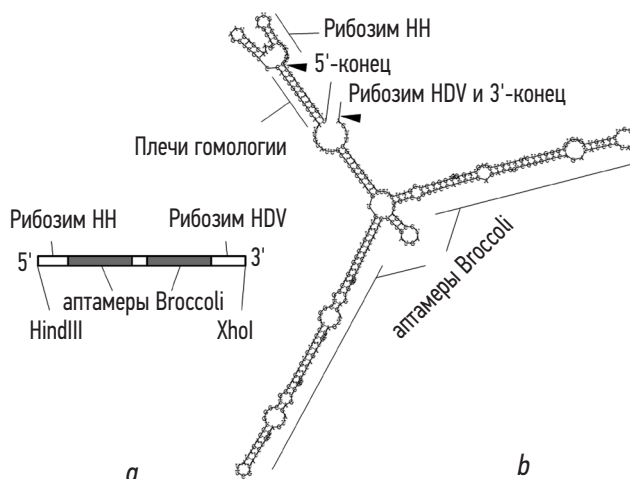 Рибозим HH
5'-конец
Рибозим HDV и 3'-конец
Плечи гомологии
Рибозим HH Рибозим HDV
5' 3'
аптамеры Broccoli
HindIII XhoI
аптамеры Broccoli
a b